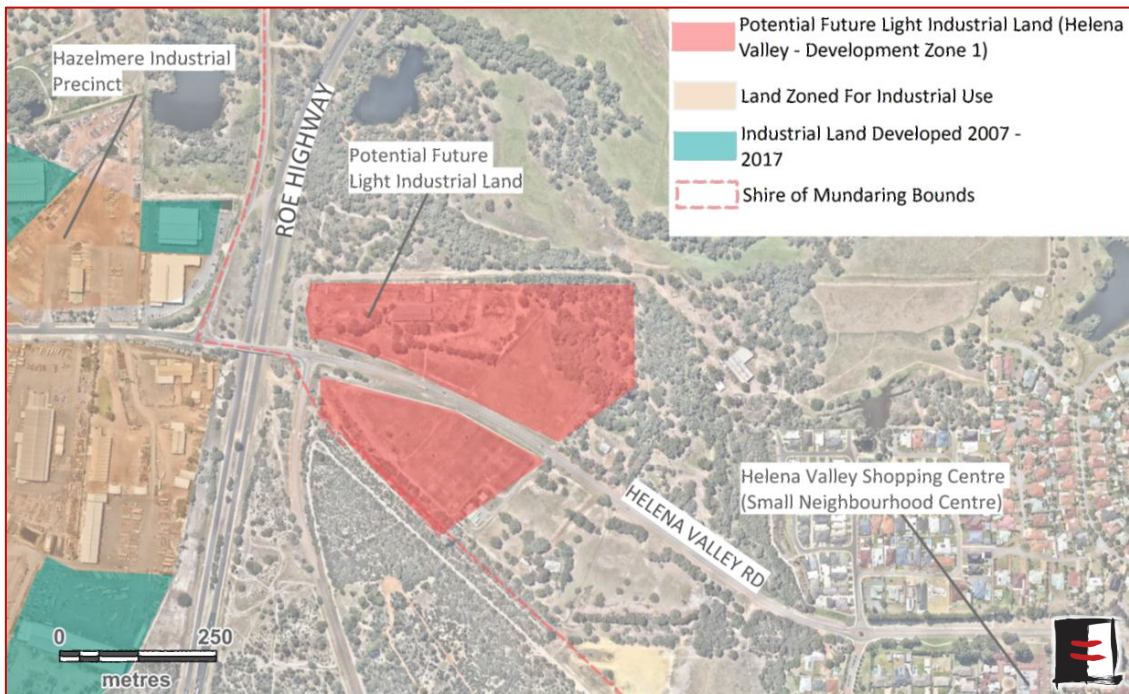 Hazelmere Industrial
Precinct
ROE HIGHWAY
Potential Future
Light Industrial Land
Potential Future Light Industrial Land (Helena
Valley - Development Zone 1)
Land Zoned For Industrial Use
Industrial Land Developed 2007 -
2017
Shire of Mundaring Bounds
Helena Valley Shopping Centre
(Small Neighbourhood Centre)
HELENA VALLEY RD
0 250
metres